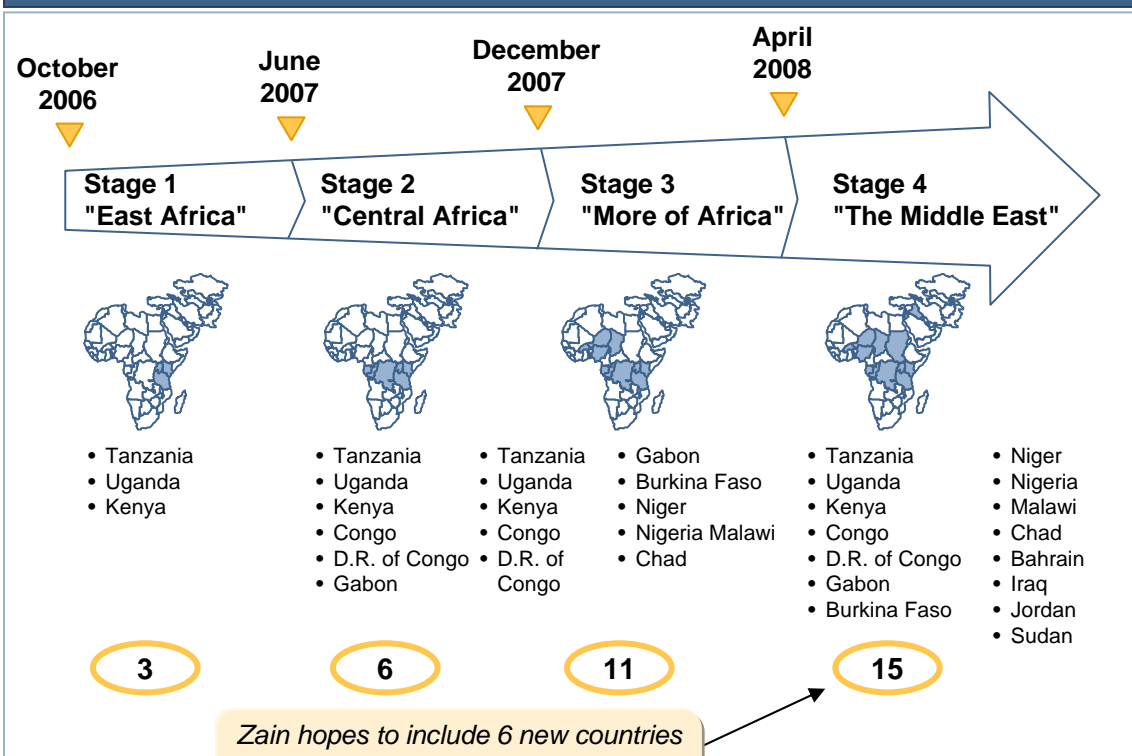 October
2006
June
2007
December
2007
April
2008
Stage 1
"East Africa"
Stage 2
"Central Africa"
Stage 3
"More of Africa"
Stage 4
"The Middle East"
• Tanzania
• Uganda
• Kenya
• Tanzania
• Uganda
• Kenya
• Congo
• D.R. of Congo
• Gabon
• Tanzania
• Uganda
• Kenya
• Congo
• D.R. of
Congo
• Gabon
• Burkina Faso
• Niger
• Nigeria Malawi
• Chad
• Tanzania
• Uganda
• Kenya
• Congo
• D.R. of Congo
• Gabon
• Burkina Faso
• Niger
• Nigeria
• Malawi
• Chad
• Bahrain
• Iraq
• Jordan
• Sudan
3
6
11
15
Zain hopes to include 6 new countries